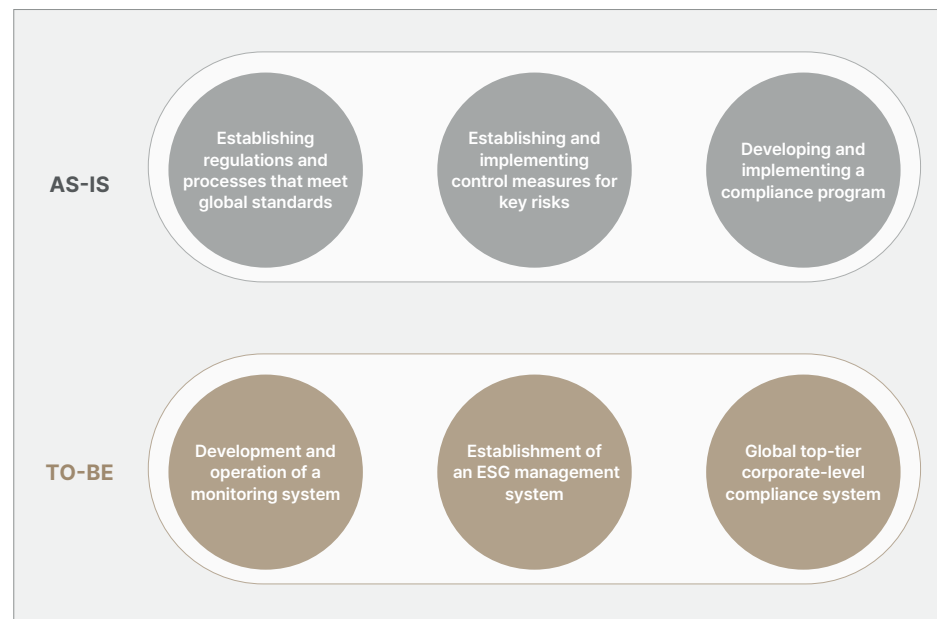 AS-IS
Establishing
regulations and
processes that meet
global standards
Establishing and
implementing
control measures for
key risks
Developing and
implementing a
compliance program
TO-BE
Development and
operation of a
monitoring system
Establishment of
an ESG management
system
Global top-tier
corporate-level
compliance system